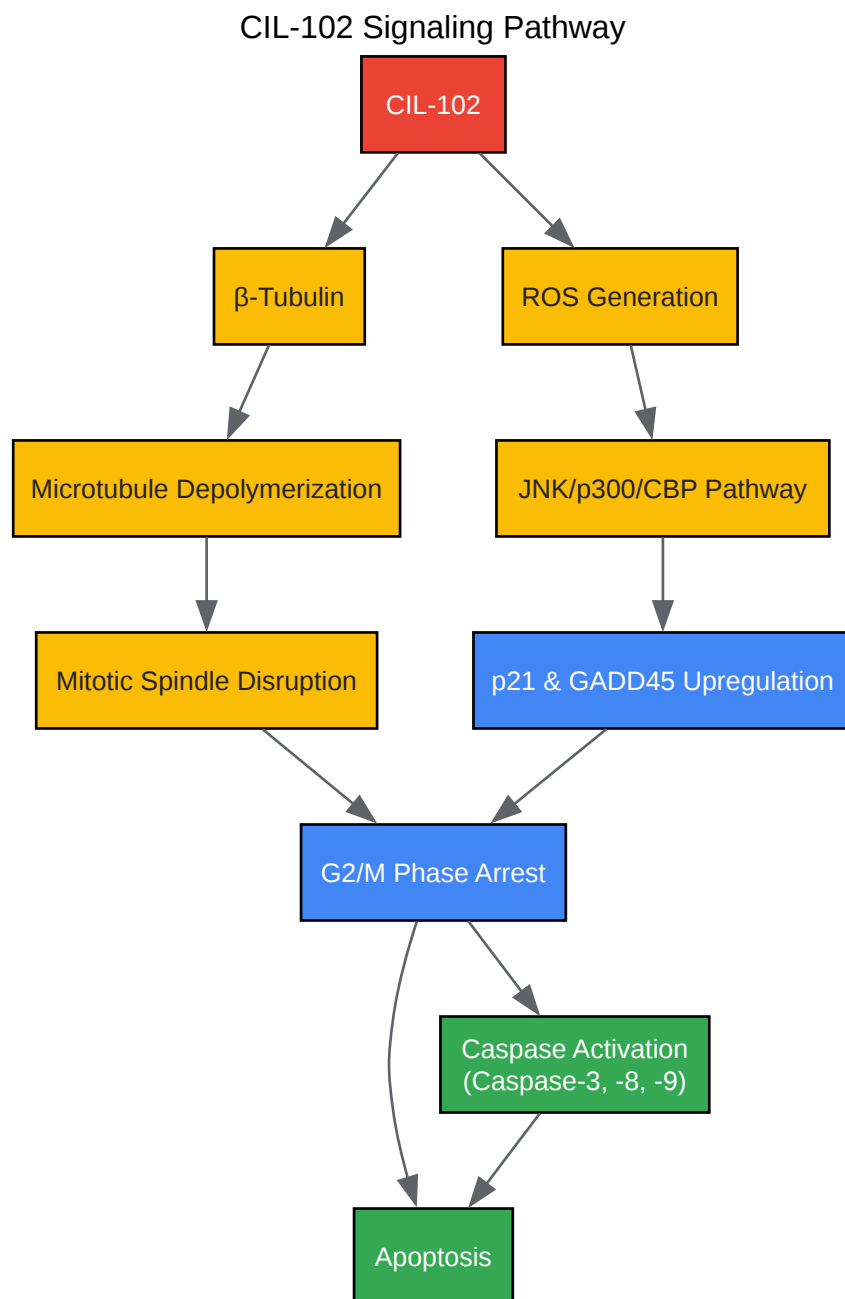 CIL-102 Signaling Pathway
CIL-102
β-Tubulin
ROS Generation
Microtubule Depolymerization
JNK/p300/CBP Pathway
Mitotic Spindle Disruption
p21 & GADD45 Upregulation
G2/M Phase Arrest
Caspase Activation
(Caspase-3, -8, -9)
Apoptosis